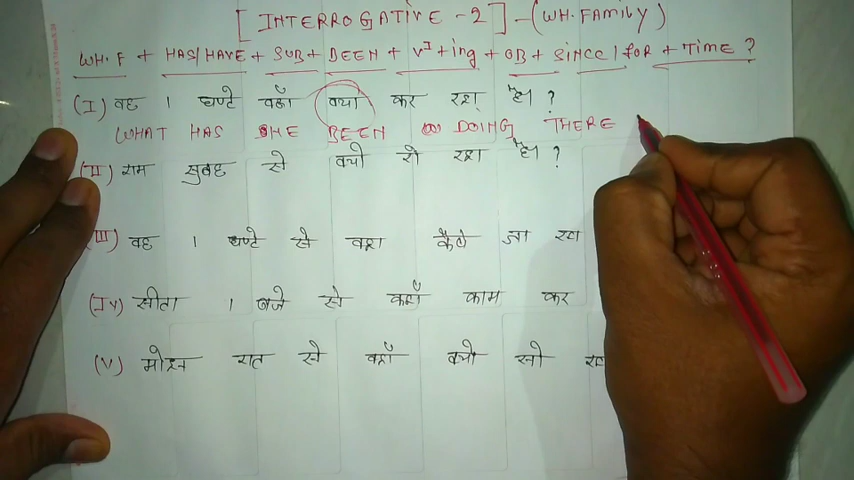 [ INTERROGATIVE - 2 ] - (WH. FAMILY )
WH. F + HAS/HAVE + SUB + BEEN + V^I + ing + OB + SINCE / FOR + TIME ?
(I) वह 1 घण्टे वहाँ क्या कर रहा है ?
WHAT HAS HE BEEN DOING THERE
(II) राम सुबह से क्यो रो रहा है ?
(III) वह 1 घण्टे से वहा कैसे जा रहा
(IV) सीता 1 बजे से कहाँ काम कर
(V) मोहन रात से वहाँ क्यो सो रहा